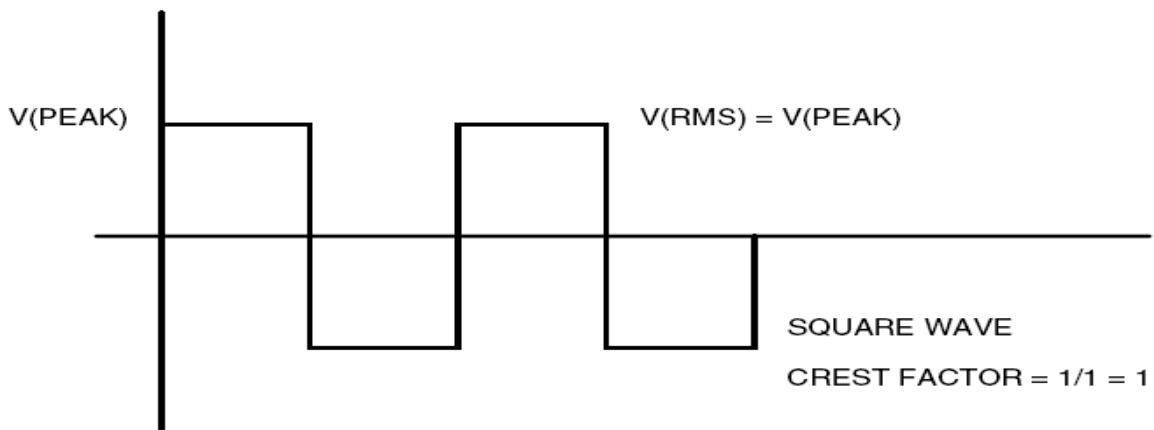 V(PEAK)
V(RMS) = V(PEAK)
SQUARE WAVE
CREST FACTOR = 1/1 = 1